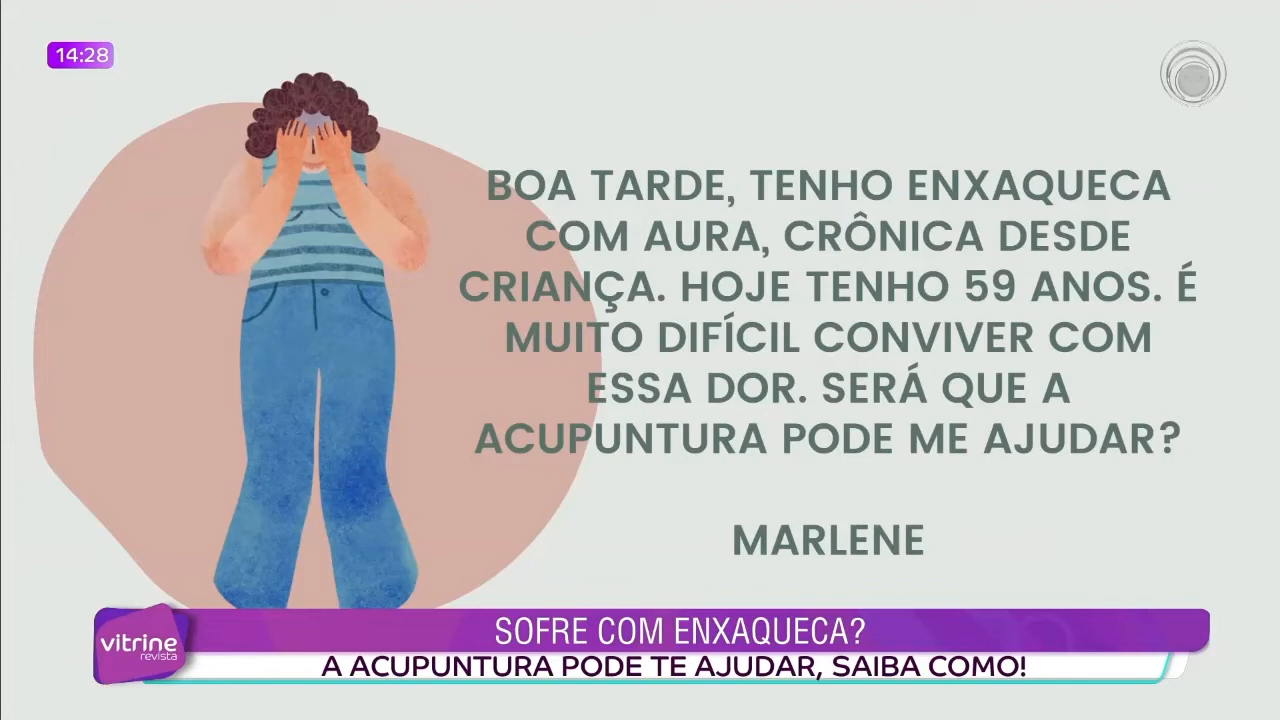 14:28
BOA TARDE, TENHO ENXAQUECA
COM AURA, CRÔNICA DESDE
CRIANÇA. HOJE TENHO 59 ANOS. É
MUITO DIFÍCIL CONVIVER COM
ESSA DOR. SERÁ QUE A
ACUPUNTURA PODE ME AJUDAR?
MARLENE
vitrine
revista
SOFRE COM ENXAQUECA?
A ACUPUNTURA PODE TE AJUDAR, SAIBA COMO!